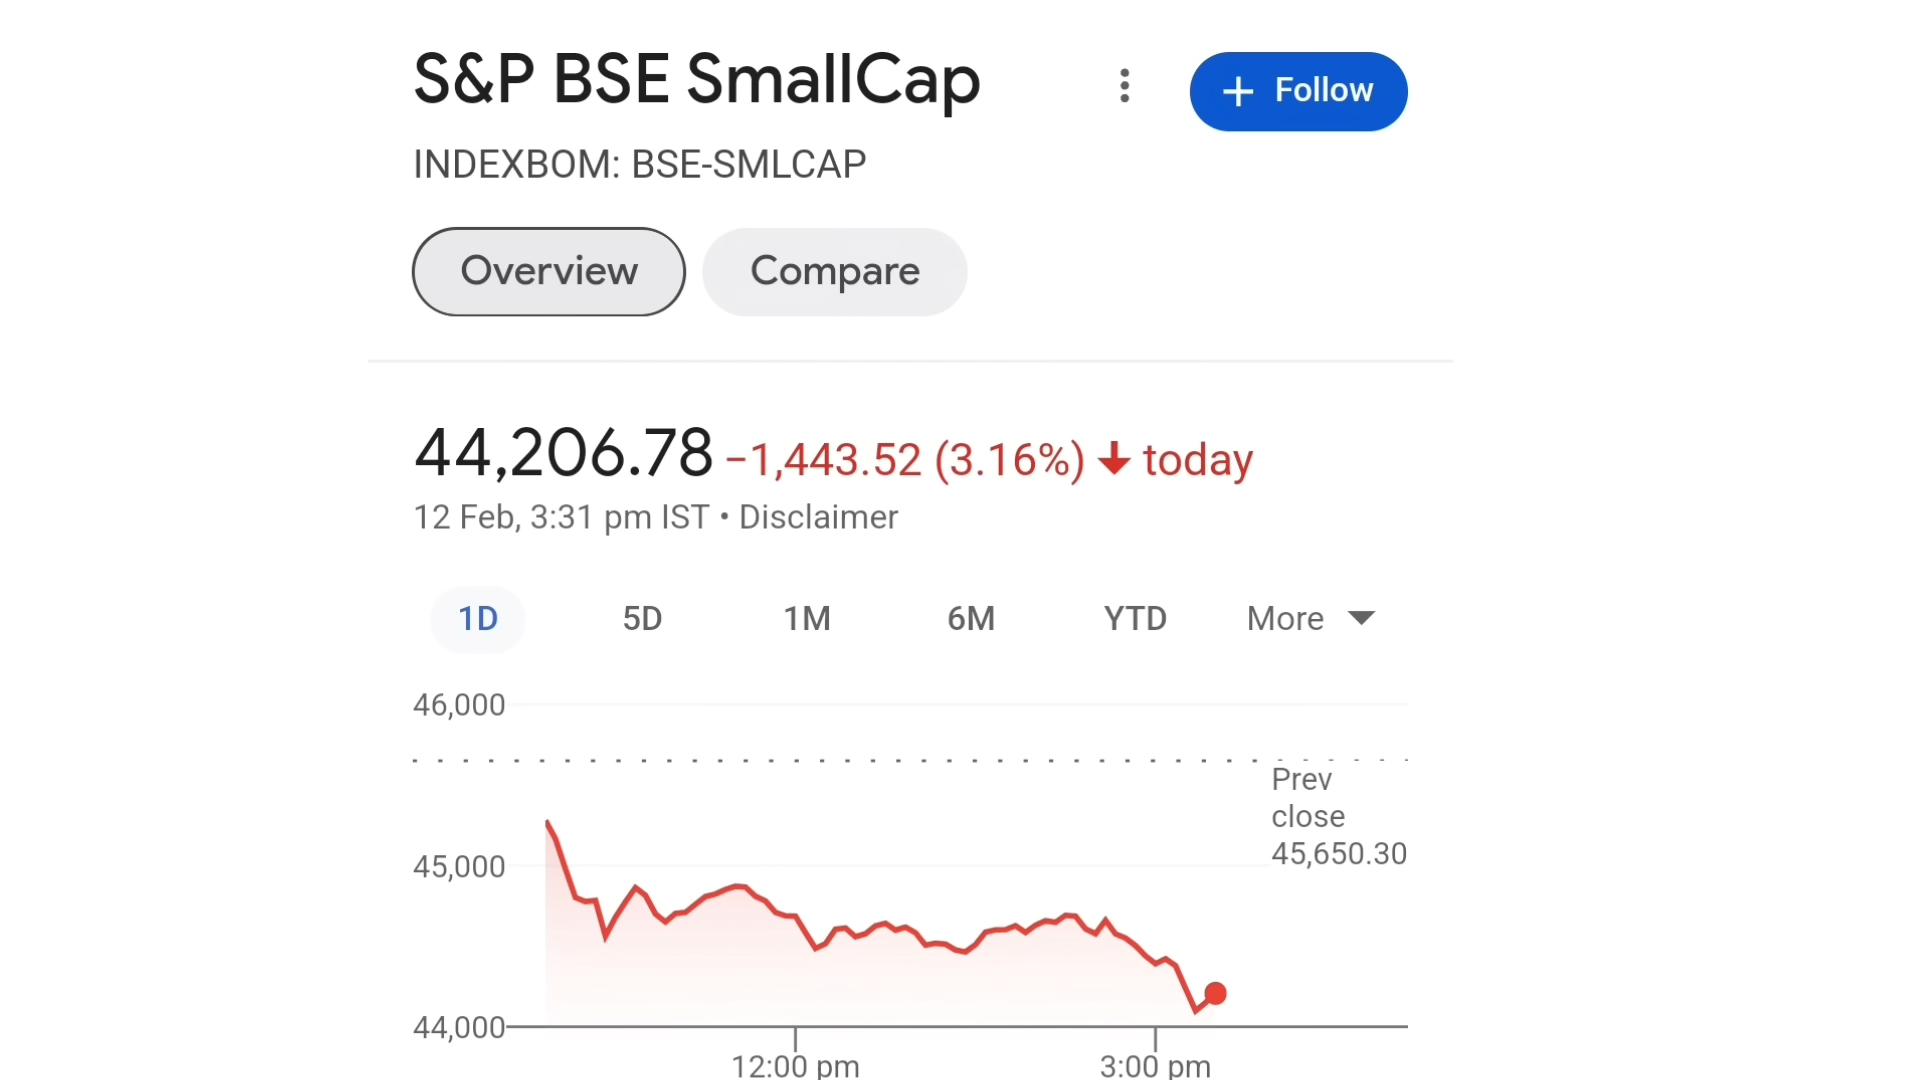 S&P BSE SmallCap
+ Follow
INDEXBOM: BSE-SMLCAP
Overview Compare
44,206.78 −1,443.52 (3.16%) ↓ today
12 Feb, 3:31 pm IST • Disclaimer
1D 5D 1M 6M YTD More
46,000
Prev
close
45,650.30
45,000
44,000
12:00 pm 3:00 pm